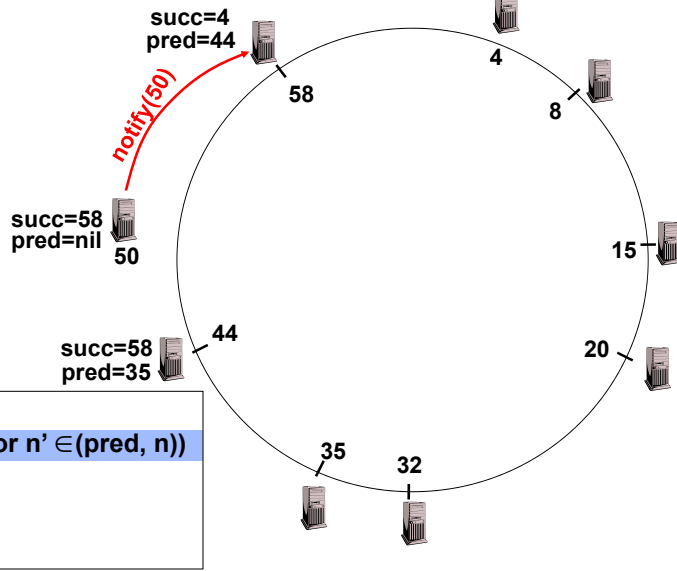 succ=4
pred=44
4
58
8
notify(50)
succ=58
pred=nil
50
15
44
succ=58
pred=35
20
or n' ∈(pred, n))
35
32